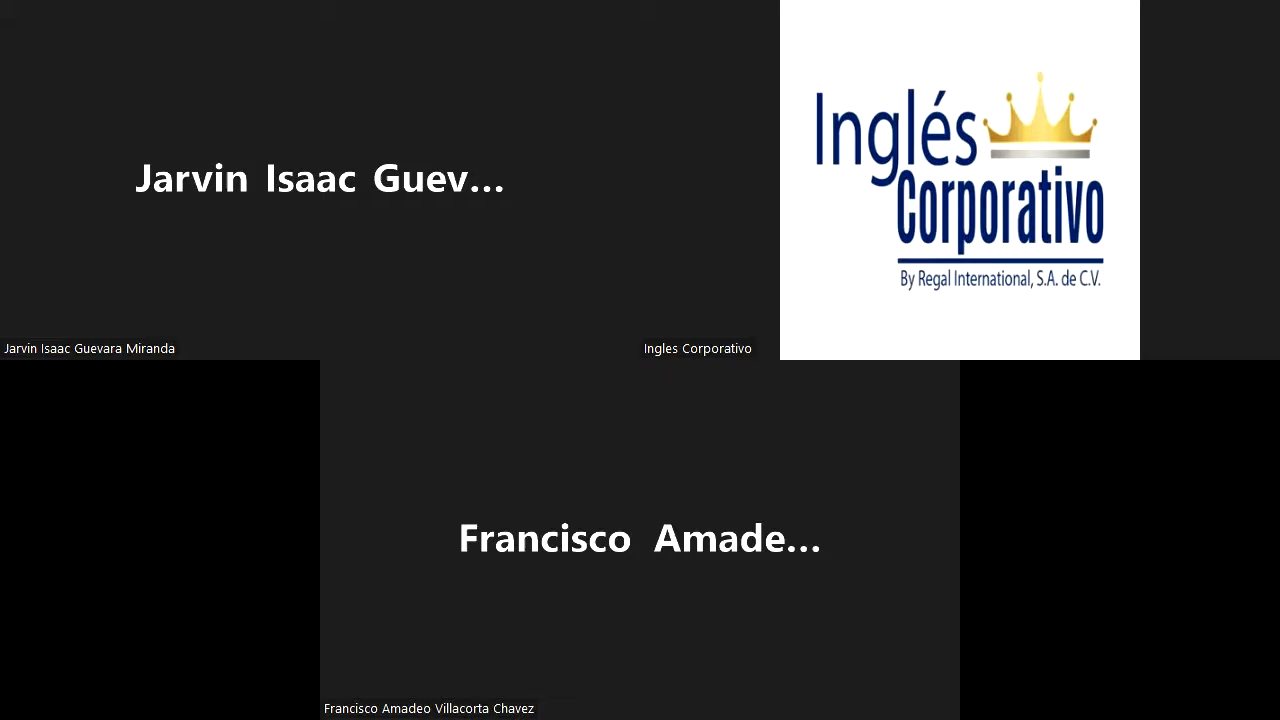 Jarvin Isaac Guev...
Inglés
Corporativo
By Regal International, S.A. de C.V.
Jarvin Isaac Guevara Miranda
Ingles Corporativo
Francisco Amade...
Francisco Amadeo Villacorta Chavez